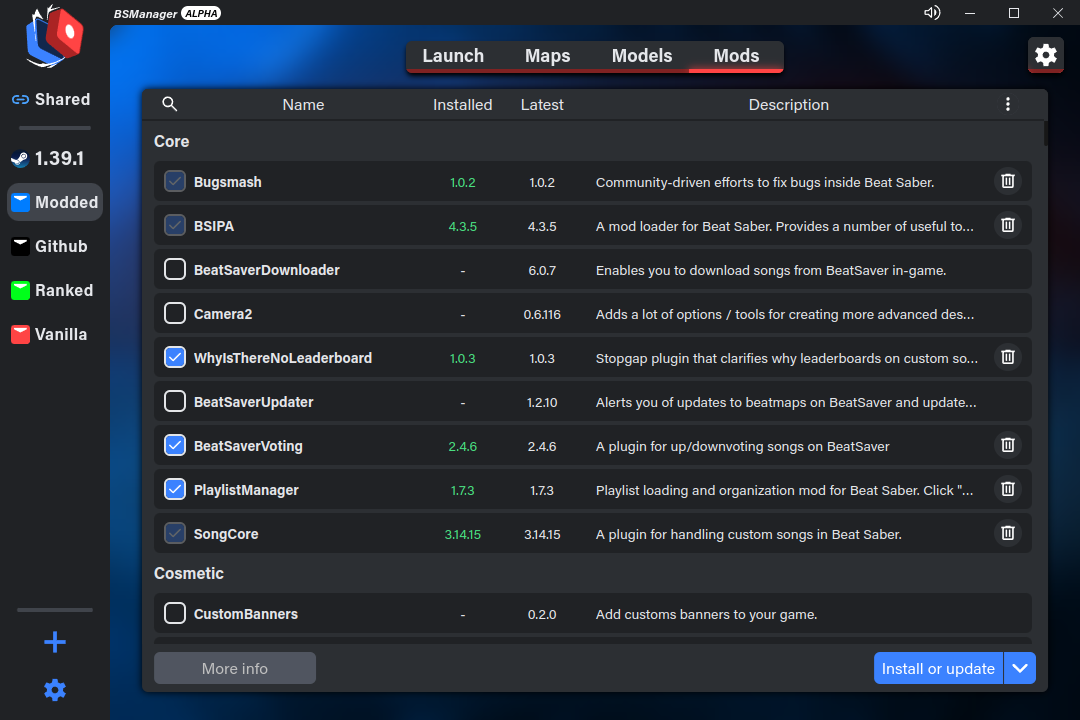 BSManager ALPHA
Launch Maps Models Mods
Shared
1.39.1
Modded
Github
Ranked
Vanilla
Name Installed Latest Description
Core
Bugsmash 1.0.2 1.0.2 Community-driven efforts to fix bugs inside Beat Saber.
BSIPA 4.3.5 4.3.5 A mod loader for Beat Saber. Provides a number of useful to...
BeatSaverDownloader - 6.0.7 Enables you to download songs from BeatSaver in-game.
Camera2 - 0.6.116 Adds a lot of options / tools for creating more advanced des...
WhyIsThereNoLeaderboard 1.0.3 1.0.3 Stopgap plugin that clarifies why leaderboards on custom so...
BeatSaverUpdater - 1.2.10 Alerts you of updates to beatmaps on BeatSaver and update...
BeatSaverVoting 2.4.6 2.4.6 A plugin for up/downvoting songs on BeatSaver
PlaylistManager 1.7.3 1.7.3 Playlist loading and organization mod for Beat Saber. Click "...
SongCore 3.14.15 3.14.15 A plugin for handling custom songs in Beat Saber.
Cosmetic
CustomBanners - 0.2.0 Add customs banners to your game.
More info Install or update